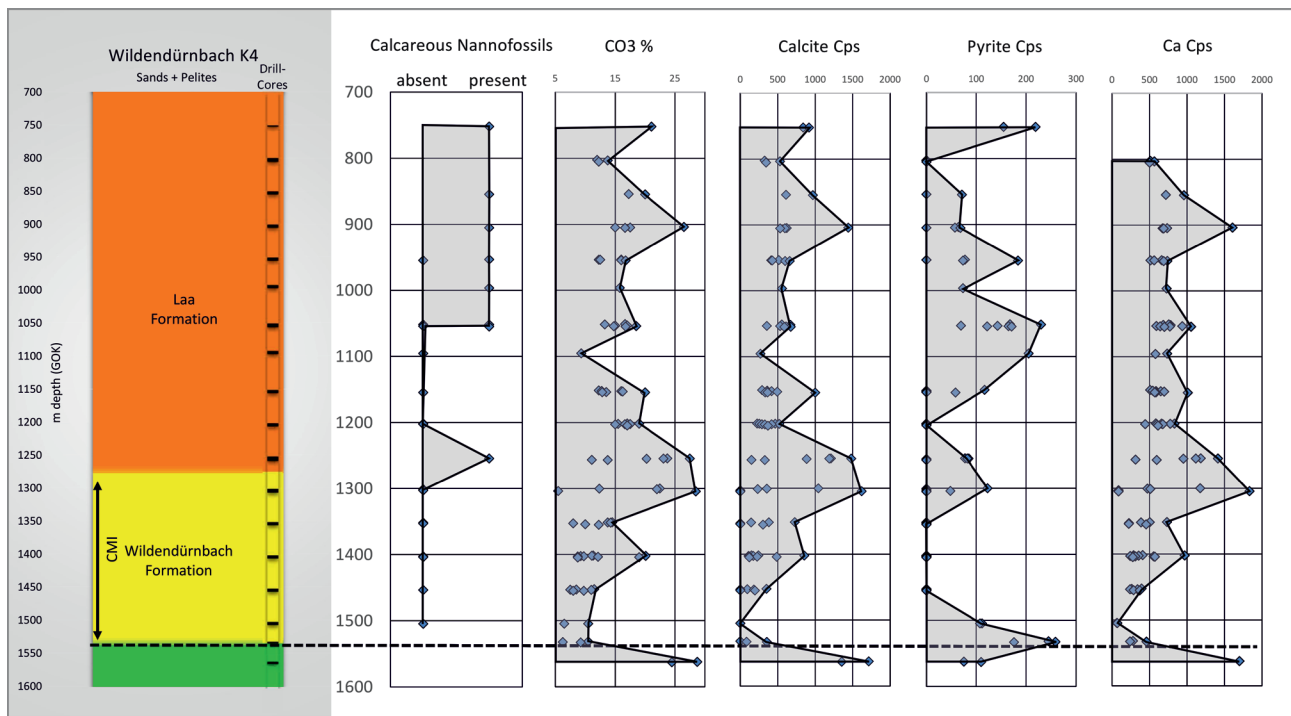 Wildendürnbach K4
Sands + Pelites
Drill-
Cores
m depth (GOK)
700
750
800
850
900
950
1000
1050
1100
1150
1200
1250
1300
1350
1400
1450
1500
1550
1600
Laa
Formation
CMI
Wildendürnbach
Formation
Calcareous Nannofossils
absent present
700
800
900
1000
1100
1200
1300
1400
1500
1600
CO3 %
5 15 25
Calcite Cps
0 500 1000 1500 2000
Pyrite Cps
0 100 200 300
Ca Cps
0 500 1000 1500 2000